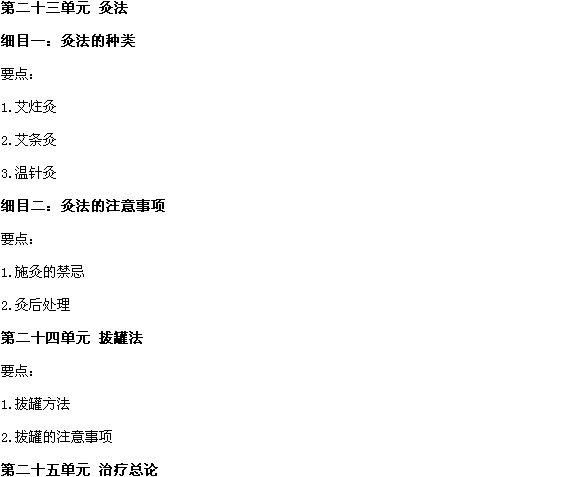 第二十三单元 灸法
细目一：灸法的种类
要点：
1.艾炷灸
2.艾条灸
3.温针灸
细目二：灸法的注意事项
要点：
1.施灸的禁忌
2.灸后处理
第二十四单元 拔罐法
要点：
1.拔罐方法
2.拔罐的注意事项
第二十五单元 治疗总论